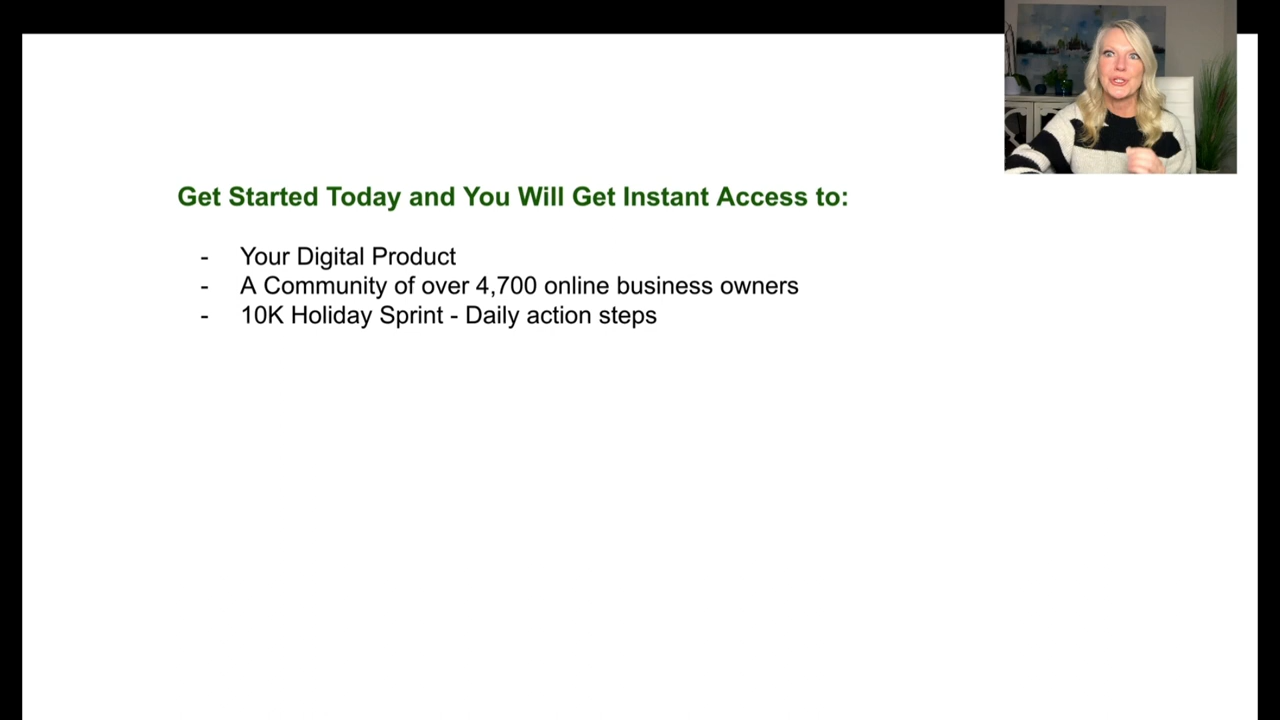 Get Started Today and You Will Get Instant Access to:
- Your Digital Product
- A Community of over 4,700 online business owners
- 10K Holiday Sprint - Daily action steps